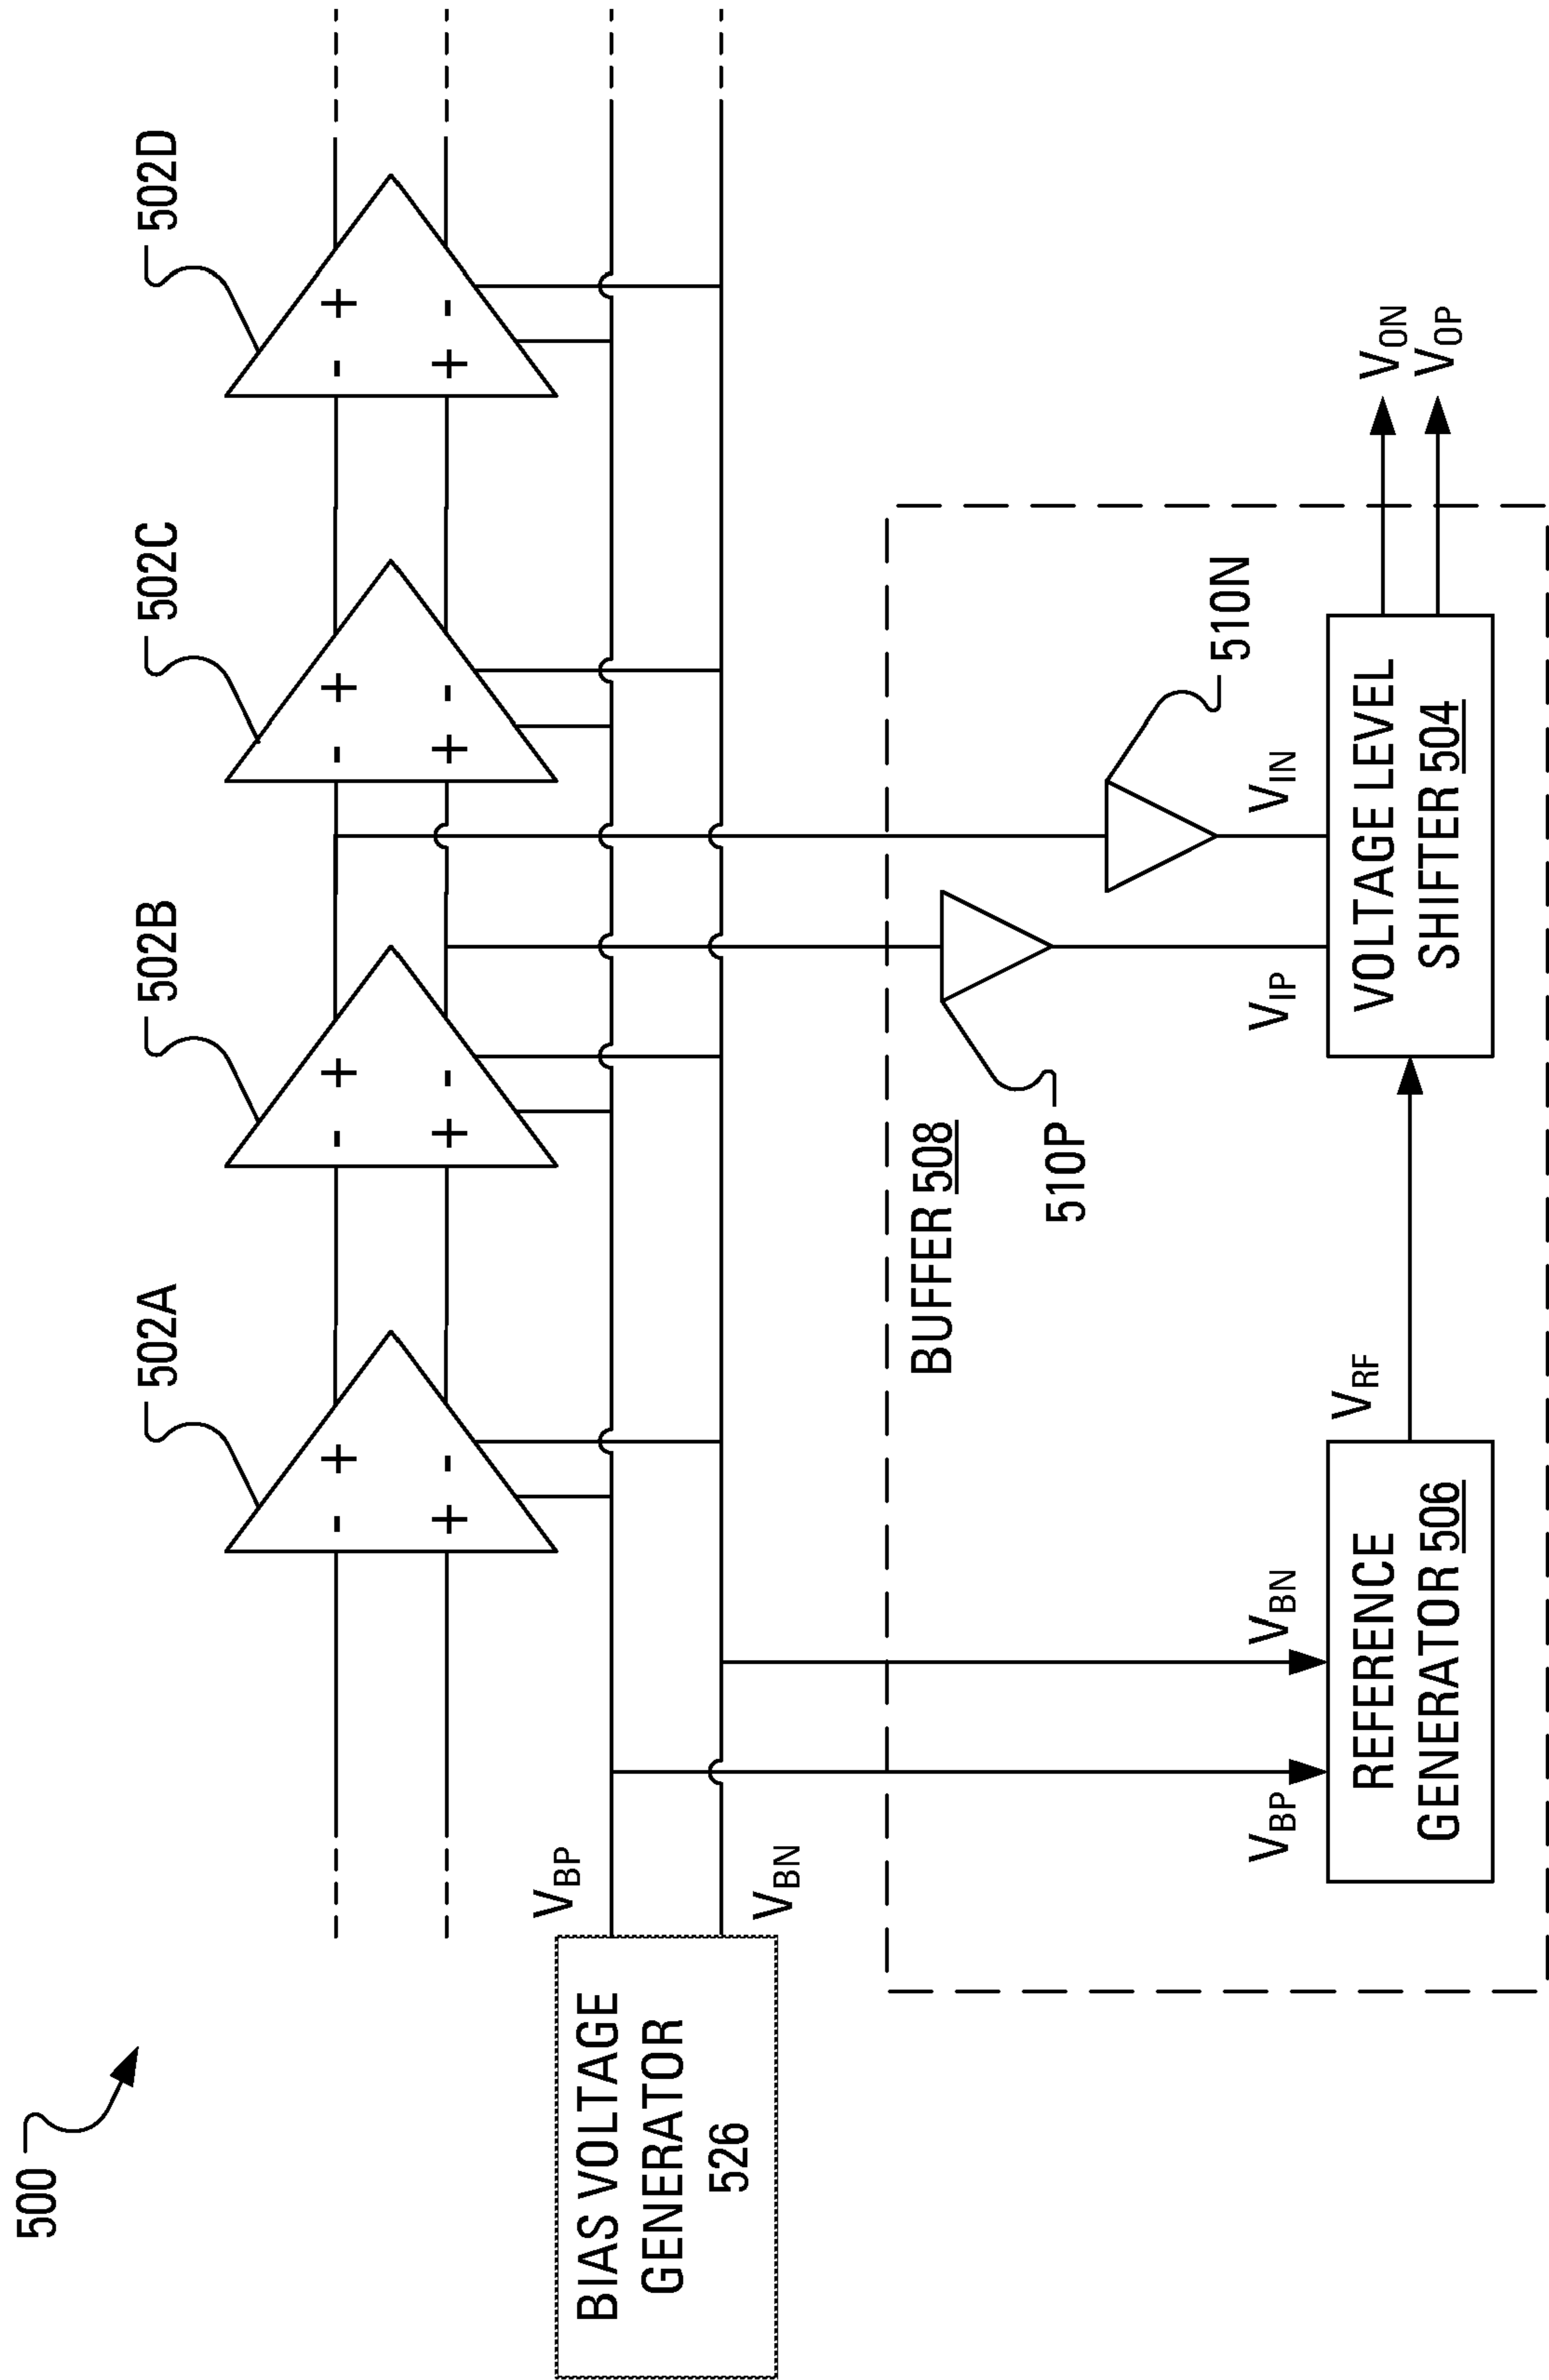 500
502A
502B
502C
502D
- +
+ -
- +
+ -
- +
+ -
- +
+ -
BIAS VOLTAGE
GENERATOR
526
VBP
VBN
BUFFER 508
510P
510N
VBP
VBN
VIP
VIN
REFERENCE
GENERATOR 506
VRF
VOLTAGE LEVEL
SHIFTER 504
VON
VOP